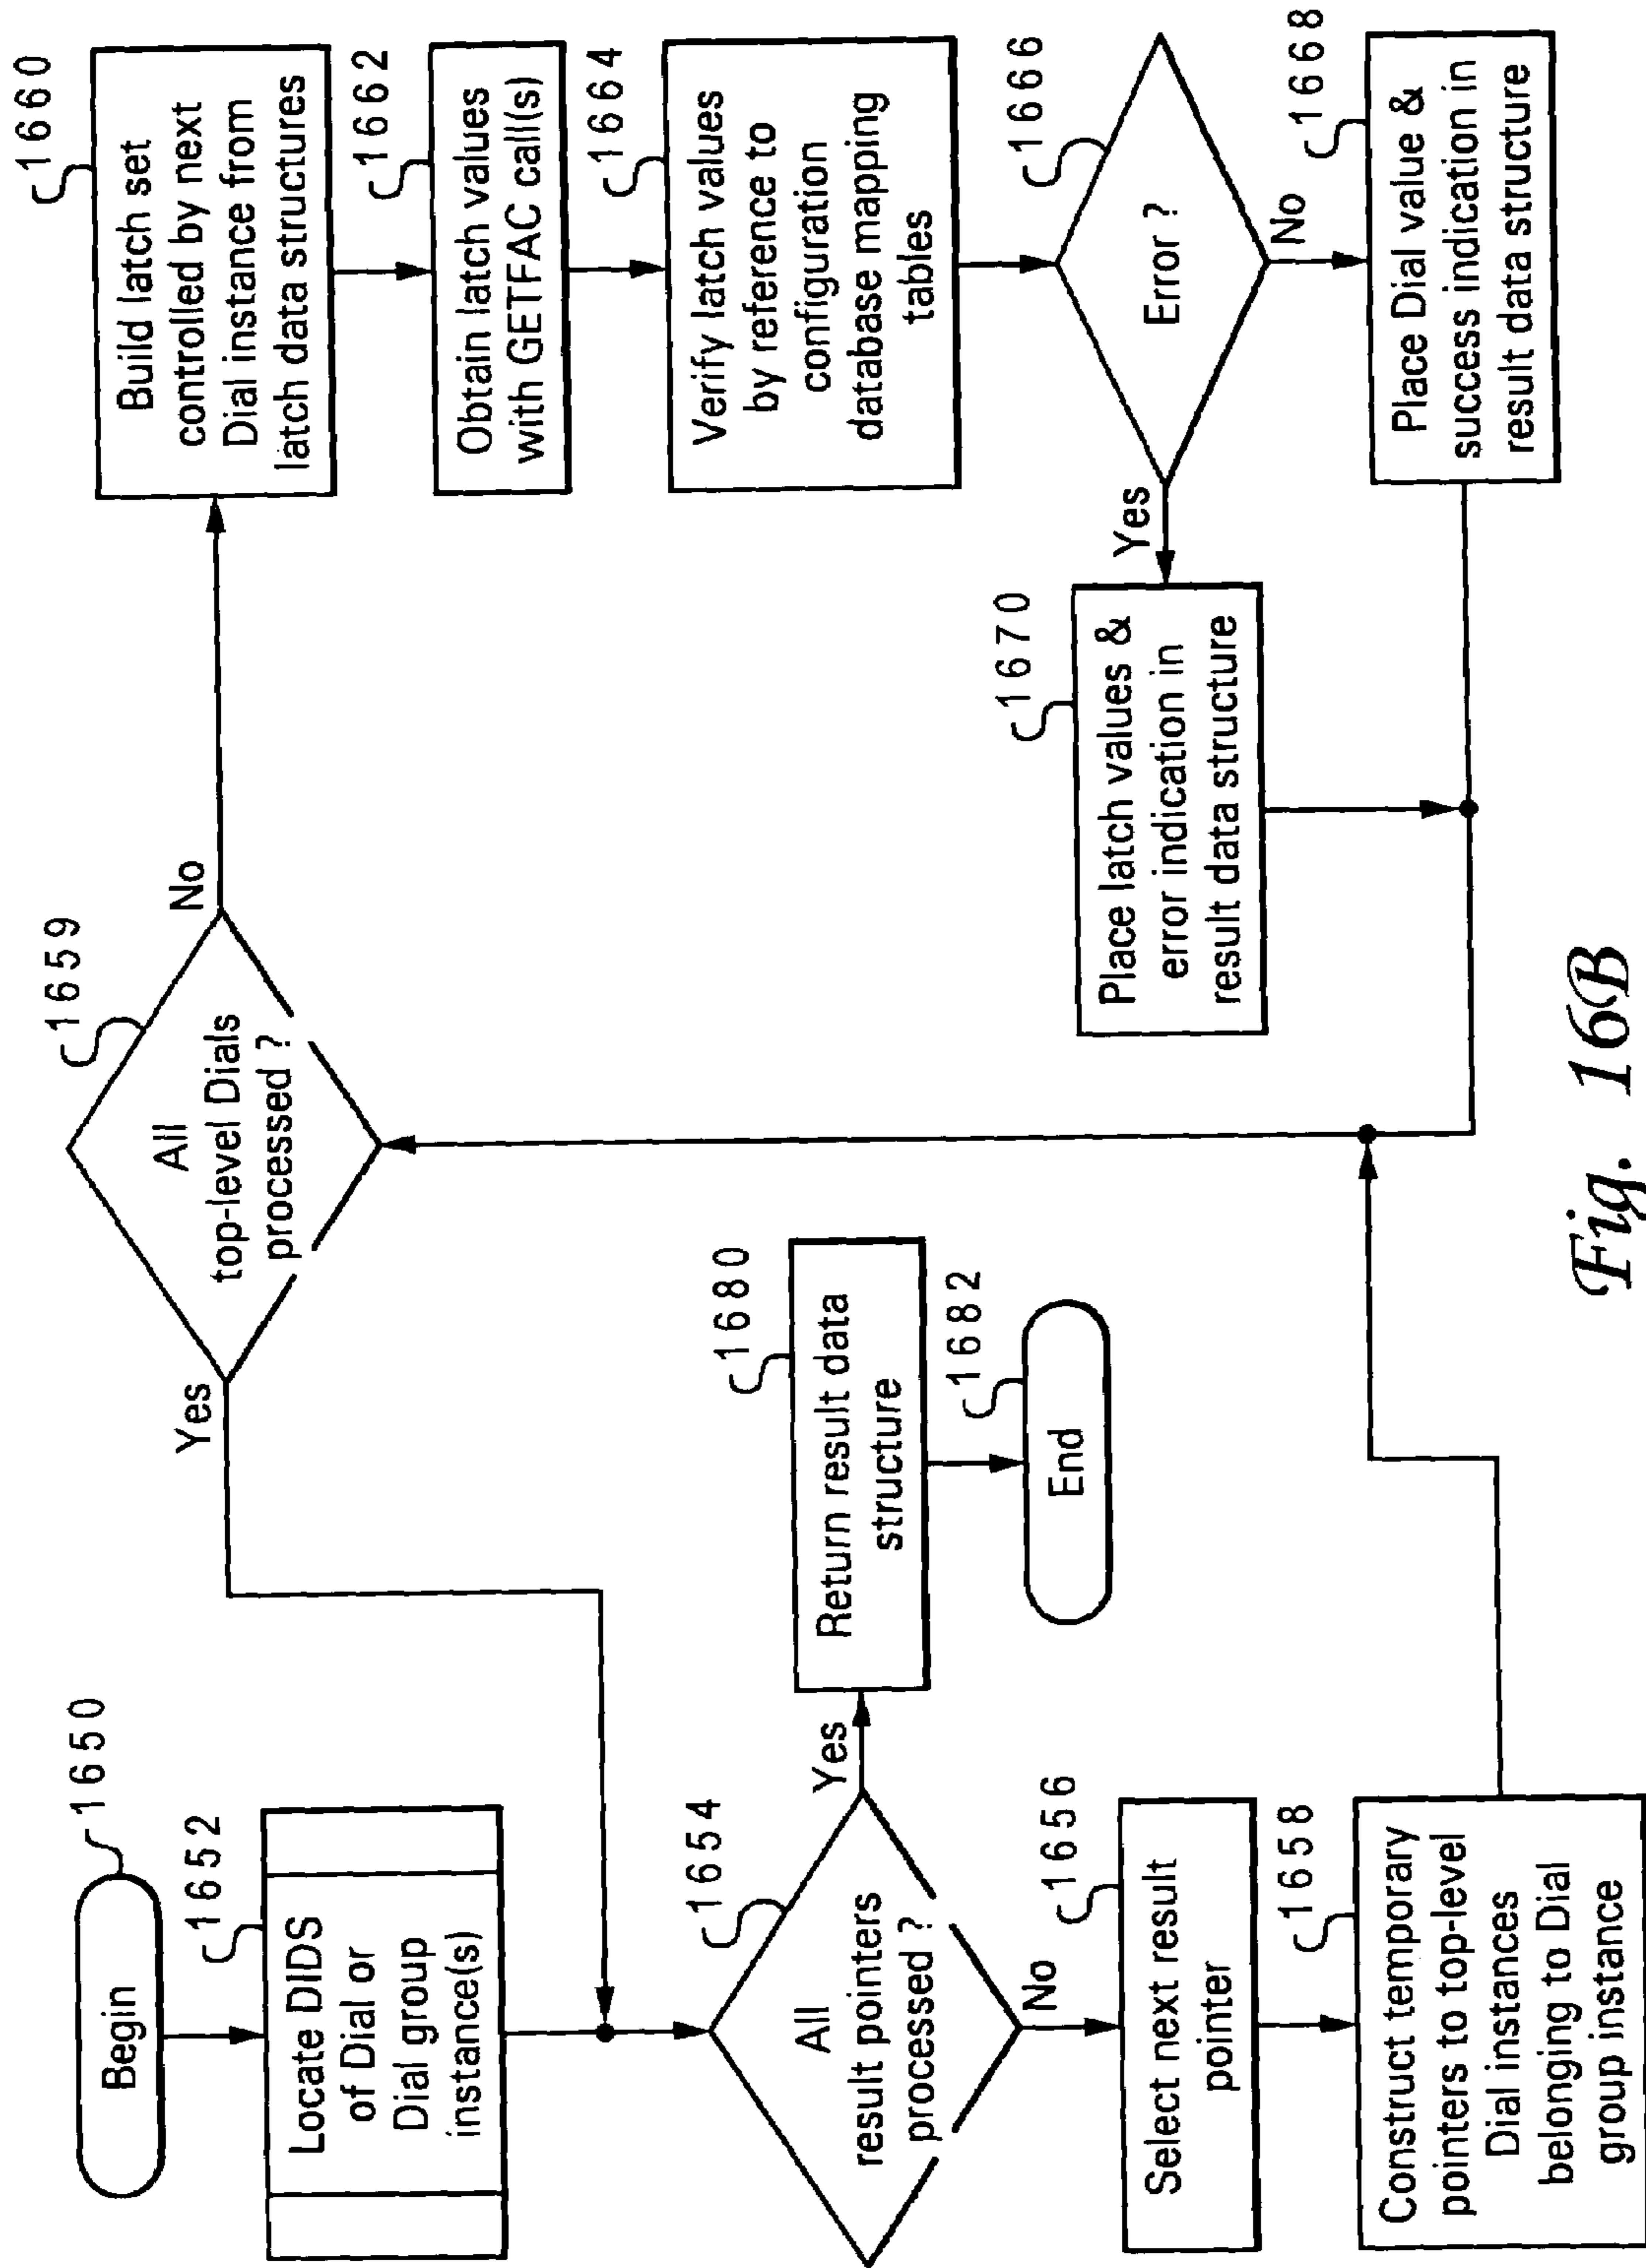 1650
Begin
1652
Locate DIDS
of Dial or
Dial group
instance(s)
1654
All
result pointers
processed ?
Yes
No
1656
Select next result
pointer
1658
Construct temporary
pointers to top-level
Dial instances
belonging to Dial
group instance
1680
Return result data
structure
1682
End
1659
All
top-level Dials
processed ?
Yes
No
1660
Build latch set
controlled by next
Dial instance from
latch data structures
1662
Obtain latch values
with GETFAC call(s)
1664
Verify latch values
by reference to
configuration
database mapping
tables
1666
Error ?
Yes
No
1670
Place latch values &
error indication in
result data structure
1668
Place Dial value &
success indication in
result data structure
Fig. 16B